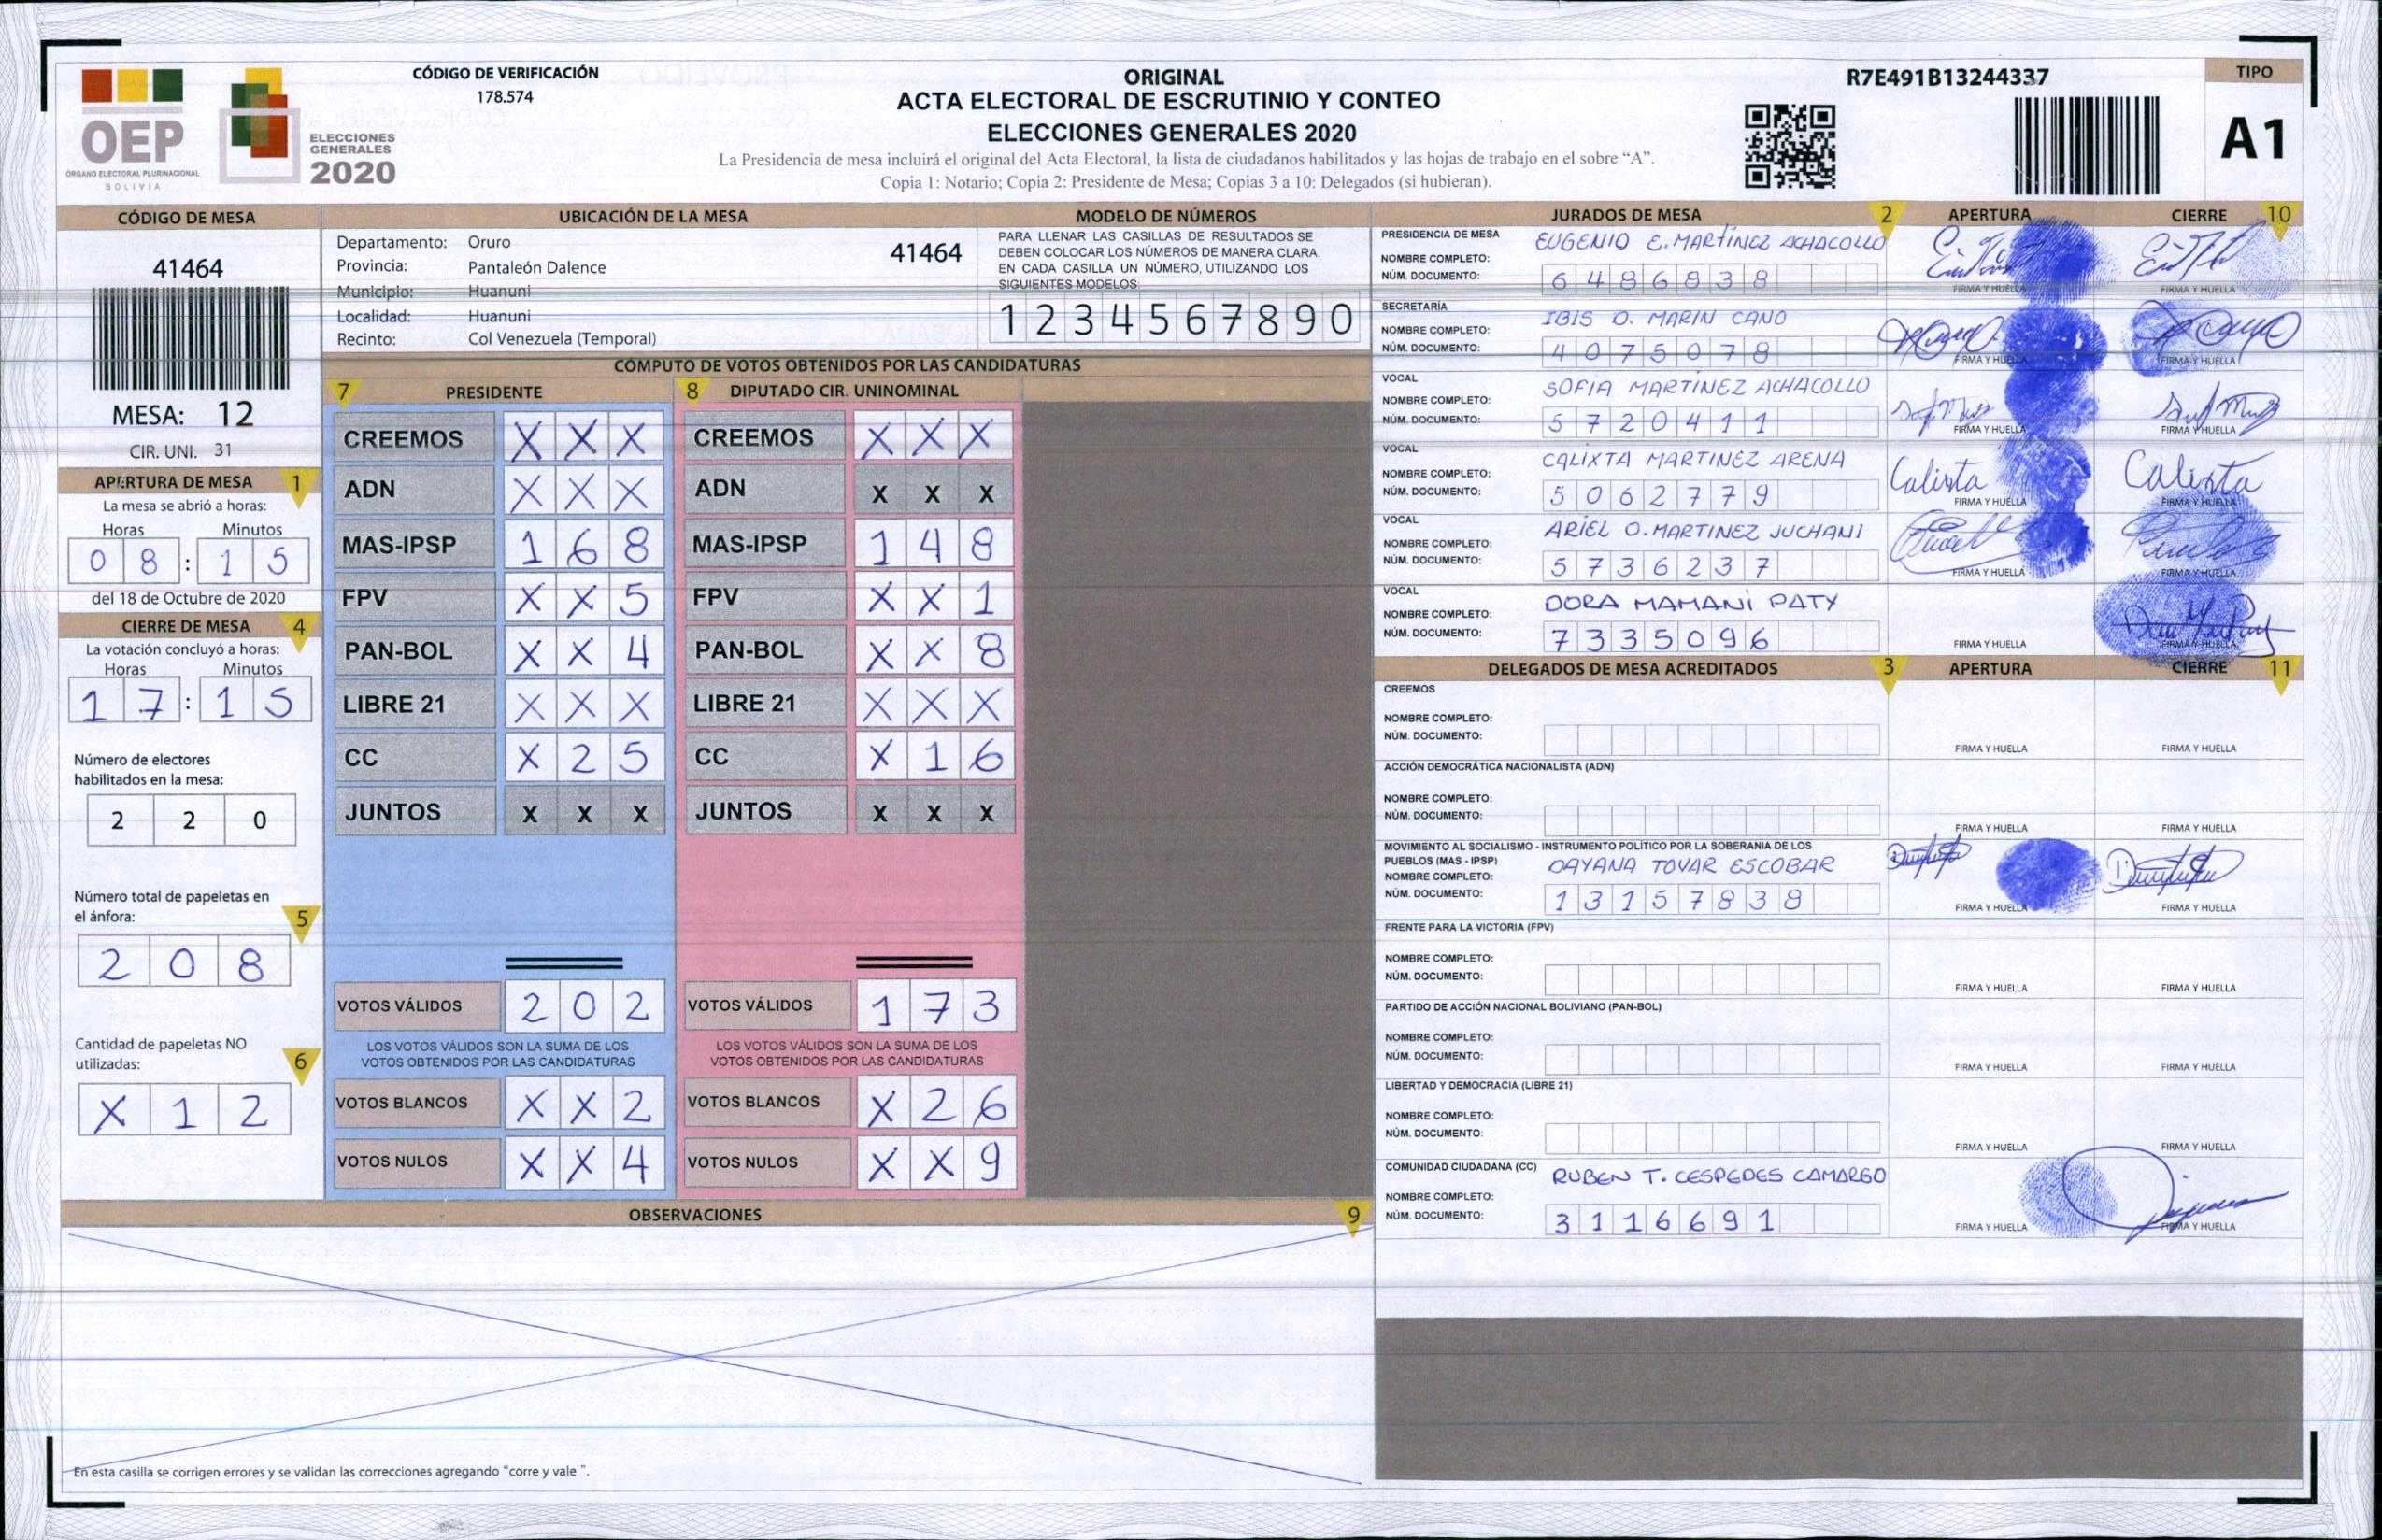 CÓDIGO DE VERIFICACIÓN
178.574
OEP
ÓRGANO ELECTORAL PLURINACIONAL
BOLIVIA
ELECCIONES
GENERALES
2020
ORIGINAL
ACTA ELECTORAL DE ESCRUTINIO Y CONTEO
ELECCIONES GENERALES 2020
La Presidencia de mesa incluirá el original del Acta Electoral, la lista de ciudadanos habilitados y las hojas de trabajo en el sobre “A”.
Copia 1: Notario; Copia 2: Presidente de Mesa; Copias 3 a 10: Delegados (si hubieran).
R7E491B13244337
TIPO
A1
CÓDIGO DE MESA
41464
MESA: 12
CIR. UNI. 31
APERTURA DE MESA 1
La mesa se abrió a horas:
Horas Minutos
0 8 : 1 5
del 18 de Octubre de 2020
CIERRE DE MESA 4
La votación concluyó a horas:
Horas Minutos
1 7 : 1 5
Número de electores
habilitados en la mesa:
2 2 0
Número total de papeletas en
el ánfora: 5
2 0 8
Cantidad de papeletas NO
utilizadas: 6
X 1 2
UBICACIÓN DE LA MESA
Departamento: Oruro 41464
Provincia: Pantaleón Dalence
Municipio: Huanuni
Localidad: Huanuni
Recinto: Col Venezuela (Temporal)
MODELO DE NÚMEROS
PARA LLENAR LAS CASILLAS DE RESULTADOS SE
DEBEN COLOCAR LOS NÚMEROS DE MANERA CLARA.
EN CADA CASILLA UN NÚMERO, UTILIZANDO LOS
SIGUIENTES MODELOS:
1 2 3 4 5 6 7 8 9 0
COMPUTO DE VOTOS OBTENIDOS POR LAS CANDIDATURAS
7 PRESIDENTE
CREEMOS X X X
ADN X X X
MAS-IPSP 1 6 8
FPV X X 5
PAN-BOL X X 4
LIBRE 21 X X X
CC X 2 5
JUNTOS X X X
VOTOS VÁLIDOS 2 0 2
LOS VOTOS VÁLIDOS SON LA SUMA DE LOS
VOTOS OBTENIDOS POR LAS CANDIDATURAS
VOTOS BLANCOS X X 2
VOTOS NULOS X X 4
8 DIPUTADO CIR. UNINOMINAL
CREEMOS X X X
ADN X X X
MAS-IPSP 1 4 8
FPV X X 1
PAN-BOL X X 8
LIBRE 21 X X X
CC X 1 6
JUNTOS X X X
VOTOS VÁLIDOS 1 7 3
LOS VOTOS VÁLIDOS SON LA SUMA DE LOS
VOTOS OBTENIDOS POR LAS CANDIDATURAS
VOTOS BLANCOS X 2 6
VOTOS NULOS X X 9
OBSERVACIONES 9
En esta casilla se corrigen errores y se validan las correcciones agregando “corre y vale ”.
JURADOS DE MESA 2 APERTURA CIERRE 10
PRESIDENCIA DE MESA EUGENIO E. MARTÍNEZ ACHACOLLO
NOMBRE COMPLETO:
NÚM. DOCUMENTO: 6 4 8 6 8 3 8
FIRMA Y HUELLA FIRMA Y HUELLA
SECRETARÍA
NOMBRE COMPLETO: IBIS O. MARIN CANO
NÚM. DOCUMENTO: 4 0 7 5 0 7 8
FIRMA Y HUELLA FIRMA Y HUELLA
VOCAL
NOMBRE COMPLETO: SOFIA MARTÍNEZ ACHACOLLO
NÚM. DOCUMENTO: 5 7 2 0 4 1 1
FIRMA Y HUELLA FIRMA Y HUELLA
VOCAL
NOMBRE COMPLETO: CALIXTA MARTINEZ ARENA
NÚM. DOCUMENTO: 5 0 6 2 7 7 9
Calixta Calixta
FIRMA Y HUELLA FIRMA Y HUELLA
VOCAL
NOMBRE COMPLETO: ARIEL O. MARTINEZ JUCHANI
NÚM. DOCUMENTO: 5 7 3 6 2 3 7
FIRMA Y HUELLA FIRMA Y HUELLA
VOCAL
NOMBRE COMPLETO: DORA MAMANI PATY
NÚM. DOCUMENTO: 7 3 3 5 0 9 6
FIRMA Y HUELLA FIRMA Y HUELLA
DELEGADOS DE MESA ACREDITADOS 3 APERTURA CIERRE 11
CREEMOS
NOMBRE COMPLETO:
NÚM. DOCUMENTO:
FIRMA Y HUELLA FIRMA Y HUELLA
ACCIÓN DEMOCRÁTICA NACIONALISTA (ADN)
NOMBRE COMPLETO:
NÚM. DOCUMENTO:
FIRMA Y HUELLA FIRMA Y HUELLA
MOVIMIENTO AL SOCIALISMO - INSTRUMENTO POLÍTICO POR LA SOBERANIA DE LOS
PUEBLOS (MAS - IPSP) DAYANA TOVAR ESCOBAR
NOMBRE COMPLETO:
NÚM. DOCUMENTO: 1 3 1 5 7 8 3 8
FIRMA Y HUELLA FIRMA Y HUELLA
FRENTE PARA LA VICTORIA (FPV)
NOMBRE COMPLETO:
NÚM. DOCUMENTO:
FIRMA Y HUELLA FIRMA Y HUELLA
PARTIDO DE ACCIÓN NACIONAL BOLIVIANO (PAN-BOL)
NOMBRE COMPLETO:
NÚM. DOCUMENTO:
FIRMA Y HUELLA FIRMA Y HUELLA
LIBERTAD Y DEMOCRACIA (LIBRE 21)
NOMBRE COMPLETO:
NÚM. DOCUMENTO:
FIRMA Y HUELLA FIRMA Y HUELLA
COMUNIDAD CIUDADANA (CC) RUBEN T. CESPEDES CAMARGO
NOMBRE COMPLETO:
NÚM. DOCUMENTO: 3 1 1 6 6 9 1
FIRMA Y HUELLA FIRMA Y HUELLA